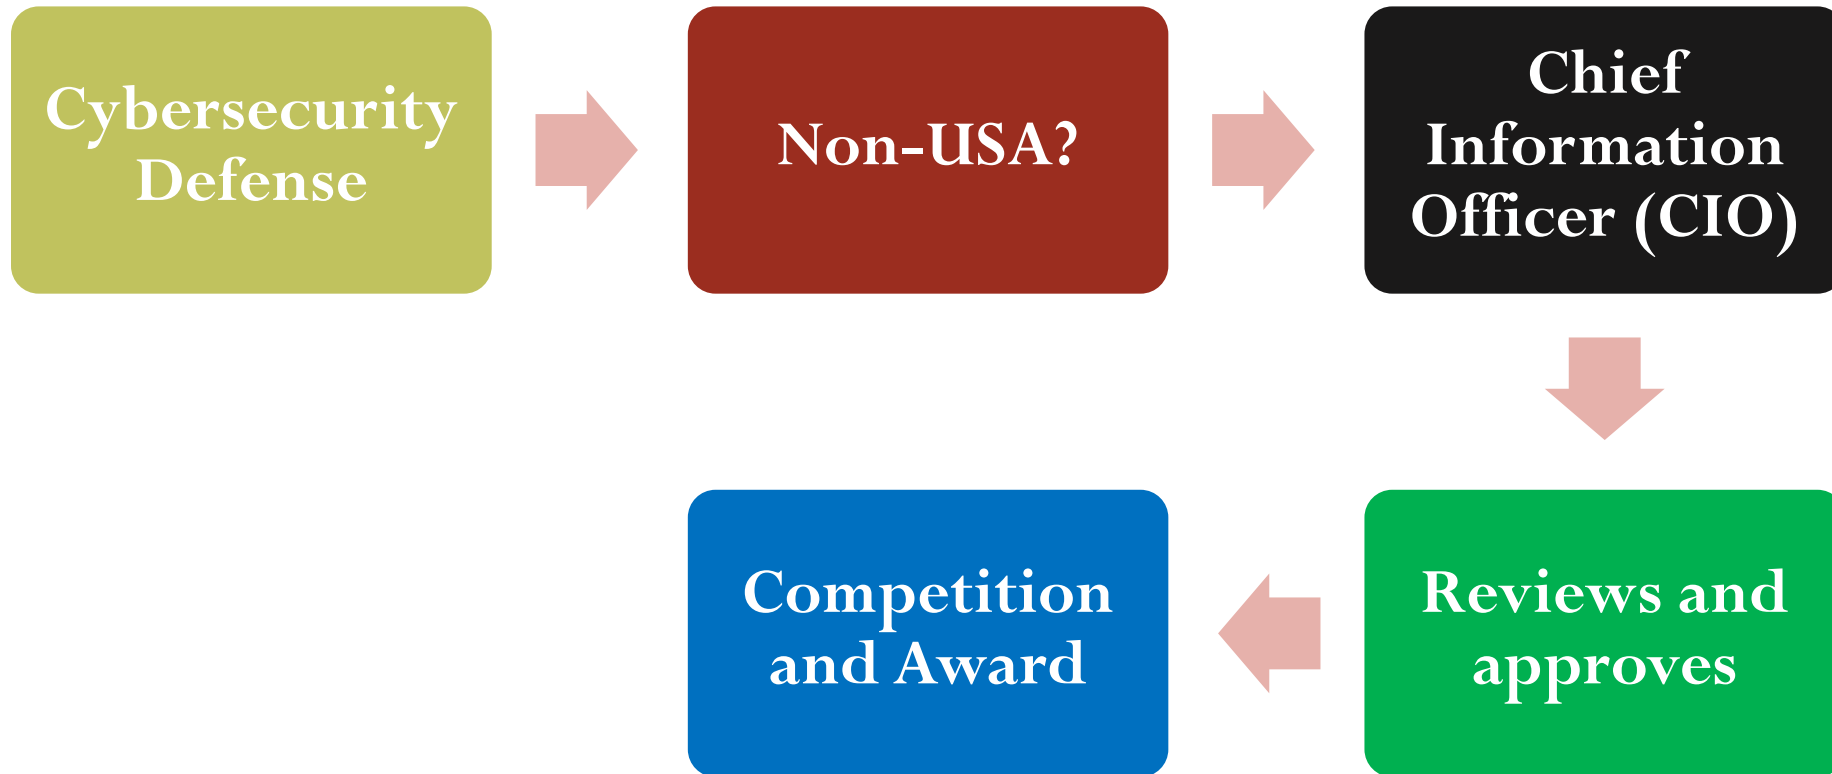 Cybersecurity
Defense
Non-USA?
Chief
Information
Officer (CIO)
Reviews and
approves
Competition
and Award